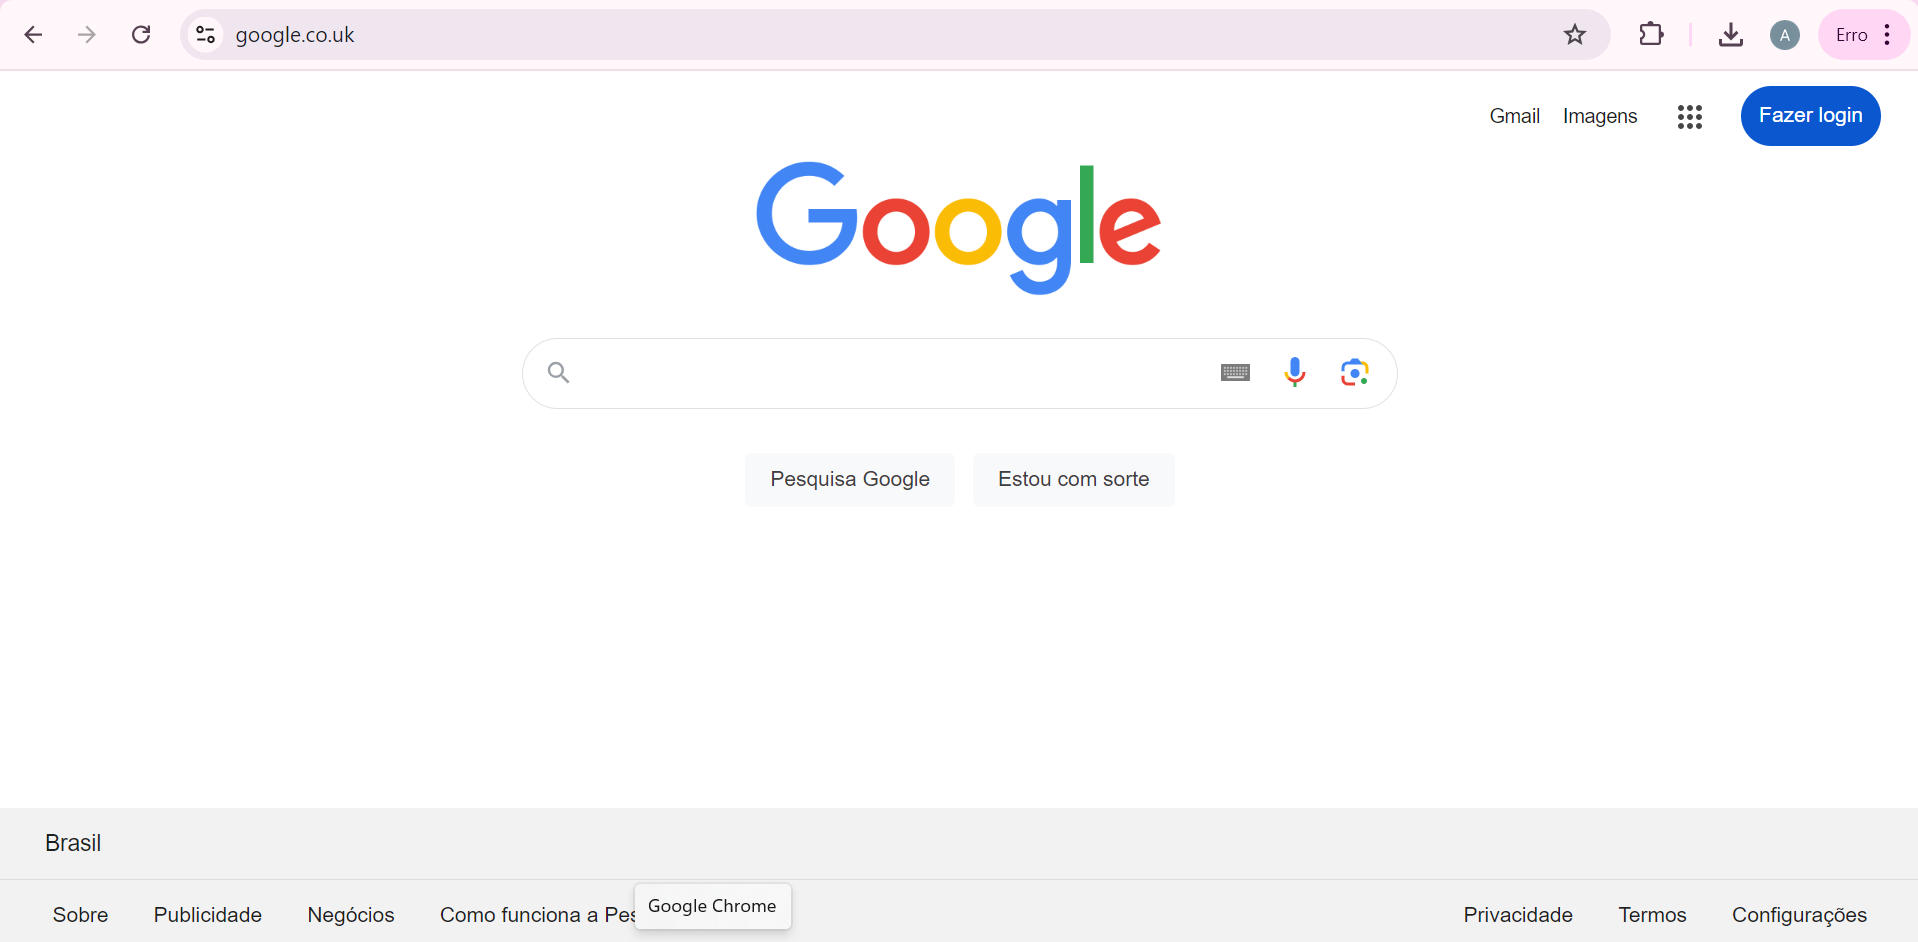 google.co.uk
A
Erro
Gmail Imagens Fazer login
Google
Pesquisa Google Estou com sorte
Brasil
Sobre Publicidade Negócios Como funciona a Pes Google Chrome Privacidade Termos Configurações